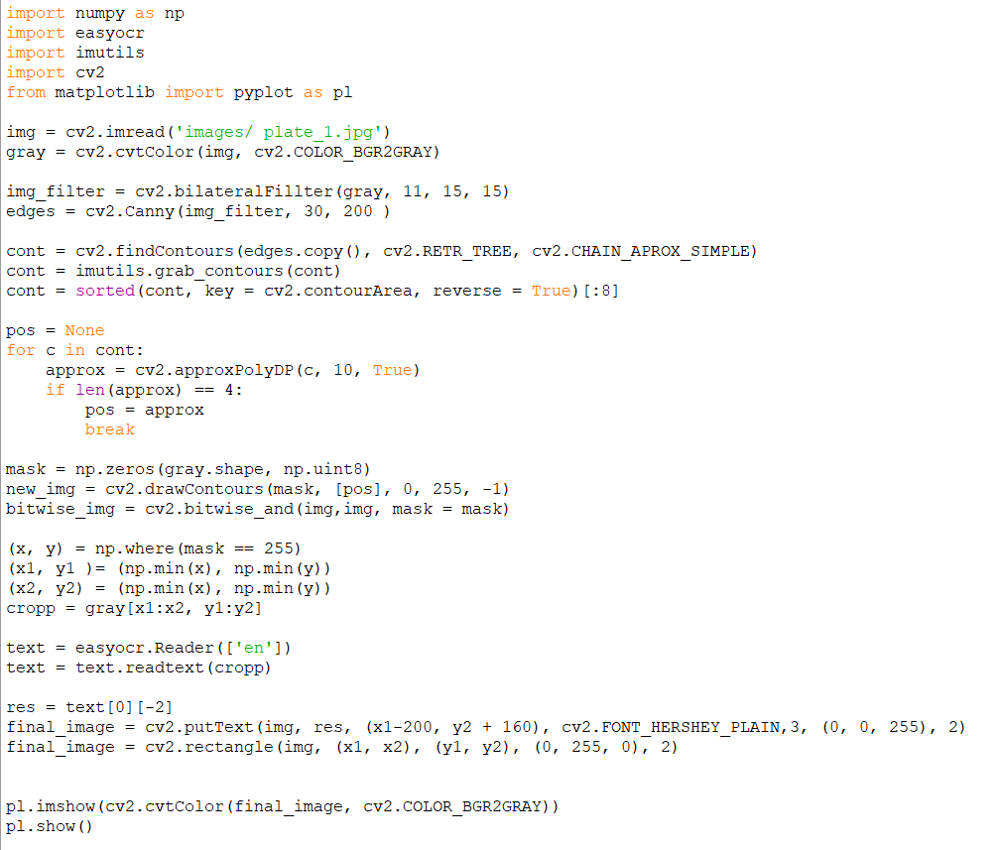 import numpy as np
import easyocr
import imutils
import cv2
from matplotlib import pyplot as pl

img = cv2.imread('images/ plate_1.jpg')
gray = cv2.cvtColor(img, cv2.COLOR_BGR2GRAY)

img_filter = cv2.bilateralFillter(gray, 11, 15, 15)
edges = cv2.Canny(img_filter, 30, 200 )

cont = cv2.findContours(edges.copy(), cv2.RETR_TREE, cv2.CHAIN_APROX_SIMPLE)
cont = imutils.grab_contours(cont)
cont = sorted(cont, key = cv2.contourArea, reverse = True)[:8]

pos = None
for c in cont:
    approx = cv2.approxPolyDP(c, 10, True)
    if len(approx) == 4:
        pos = approx
        break

mask = np.zeros(gray.shape, np.uint8)
new_img = cv2.drawContours(mask, [pos], 0, 255, -1)
bitwise_img = cv2.bitwise_and(img,img, mask = mask)

(x, y) = np.where(mask == 255)
(x1, y1 )= (np.min(x), np.min(y))
(x2, y2) = (np.min(x), np.min(y))
cropp = gray[x1:x2, y1:y2]

text = easyocr.Reader(['en'])
text = text.readtext(cropp)

res = text[0][-2]
final_image = cv2.putText(img, res, (x1-200, y2 + 160), cv2.FONT_HERSHEY_PLAIN,3, (0, 0, 255), 2)
final_image = cv2.rectangle(img, (x1, x2), (y1, y2), (0, 255, 0), 2)


pl.imshow(cv2.cvtColor(final_image, cv2.COLOR_BGR2GRAY))
pl.show()